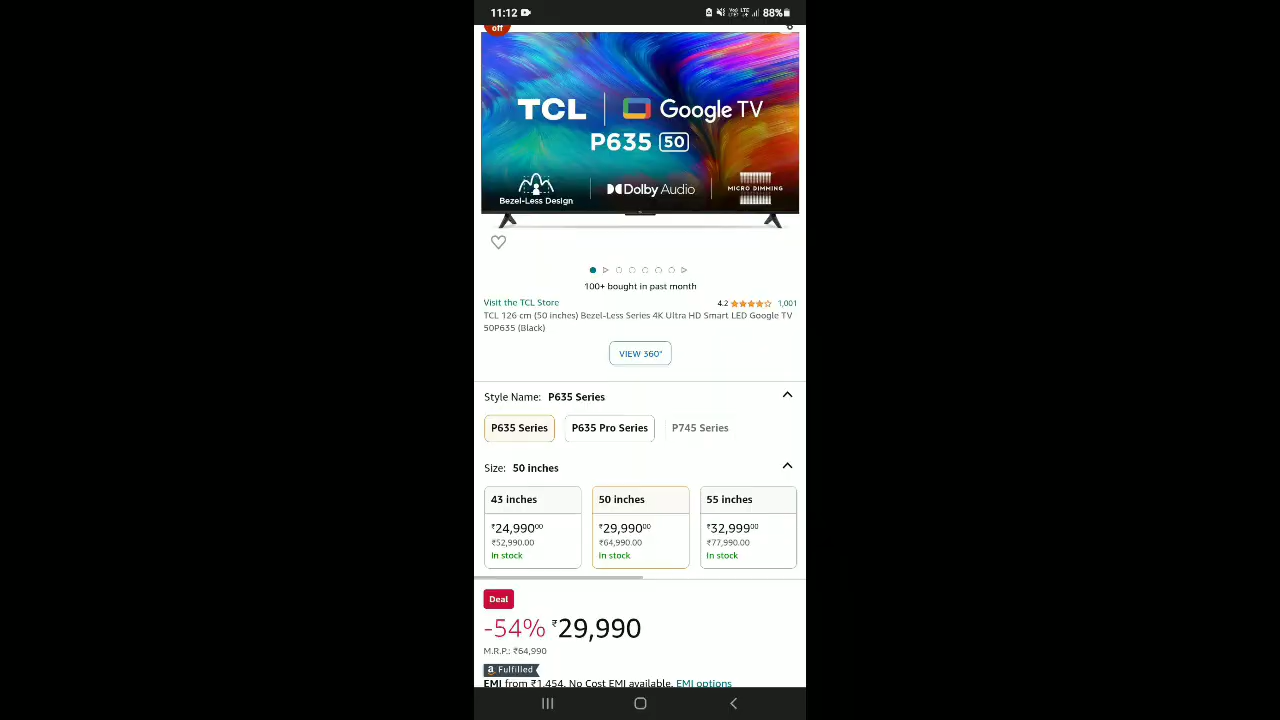 11:12
Vo) LTE
88%
off
TCL | Google TV
P635 50
Bezel-Less Design
Dolby Audio
MICRO DIMMING
100+ bought in past month
Visit the TCL Store
4.2
1,001
TCL 126 cm (50 inches) Bezel-Less Series 4K Ultra HD Smart LED Google TV
50P635 (Black)
VIEW 360°
Style Name: P635 Series
P635 Series
P635 Pro Series
P745 Series
Size: 50 inches
43 inches
₹24,990.00
₹52,990.00
In stock
50 inches
₹29,990.00
₹64,990.00
In stock
55 inches
₹32,999.00
₹77,990.00
In stock
Deal
-54% ₹29,990
M.R.P.: ₹64,990
a Fulfilled
EMI from ₹1,454. No Cost EMI available. EMI options